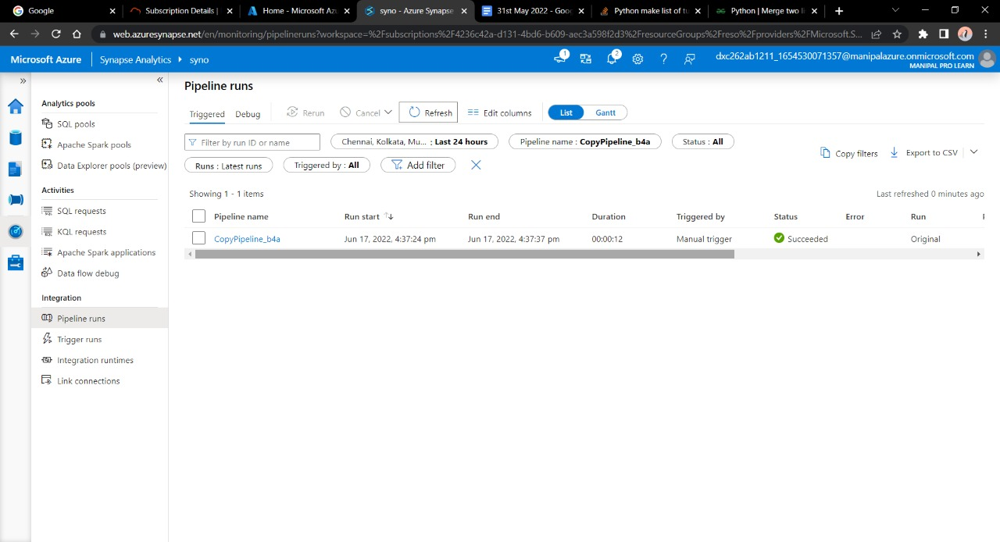 Google
Subscription Details |
Home - Microsoft Azu
syno - Azure Synapse
31st May 2022 - Goo
Python make list of tu
Python | Merge two li
web.azuresynapse.net/en/monitoring/pipelineruns?workspace=%2Fsubscriptions%2F4236c42a-d131-4bd6-b609-aec3a598f2d3%2FresourceGroups%2Freso%2Fproviders%2FMicrosoft.S...
Microsoft Azure
Synapse Analytics
syno
1
2
dxc262ab1211_1654530071357@manipalazure.onmicrosoft.com
MANIPAL PRO LEARN
Analytics pools
SQL pools
Apache Spark pools
Data Explorer pools (preview)
Activities
SQL requests
KQL requests
Apache Spark applications
Data flow debug
Integration
Pipeline runs
Trigger runs
Integration runtimes
Link connections
Pipeline runs
Triggered Debug Rerun Cancel Refresh Edit columns List Gantt
Filter by run ID or name
Chennai, Kolkata, Mu... : Last 24 hours
Pipeline name : CopyPipeline_b4a
Status : All
Runs : Latest runs
Triggered by : All
Add filter
Copy filters
Export to CSV
Showing 1 - 1 items
Last refreshed 0 minutes ago
Pipeline name Run start Run end Duration Triggered by Status Error Run
CopyPipeline_b4a Jun 17, 2022, 4:37:24 pm Jun 17, 2022, 4:37:37 pm 00:00:12 Manual trigger Succeeded Original